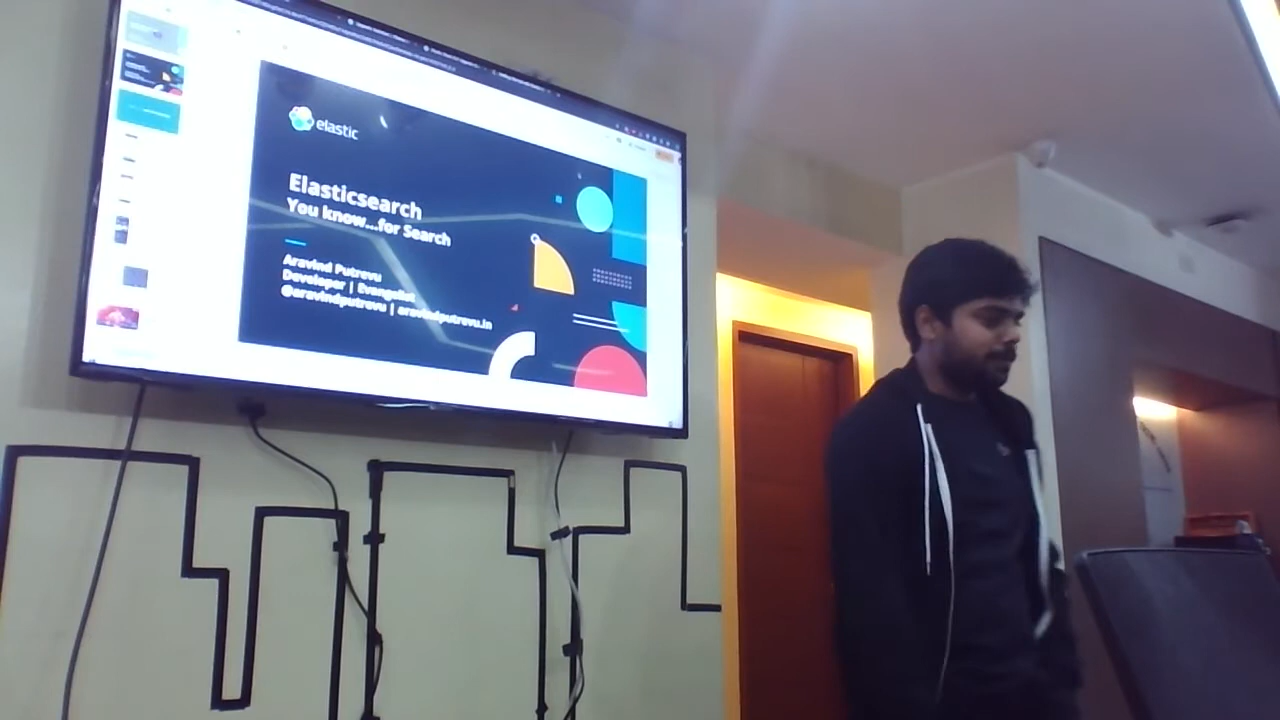 elastic
Elasticsearch
You know...for Search
Aravind Putrevu
Developer | Evangelist
@aravindputrevu | aravindputrevu.in